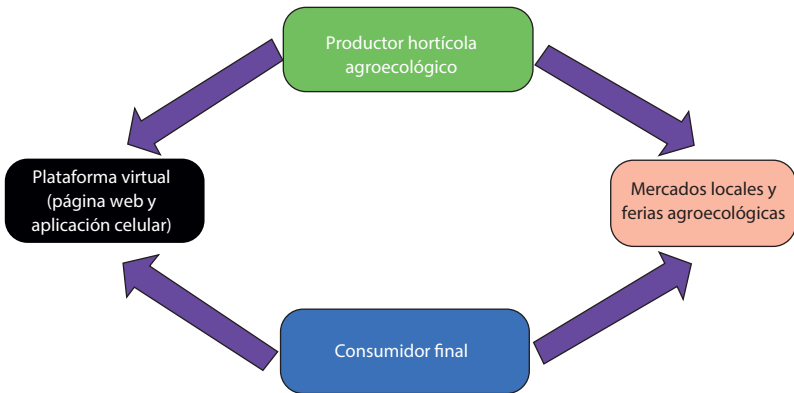 Productor hortícola
agroecológico
Plataforma virtual
(página web y
aplicación celular)
Mercados locales y
ferias agroecológicas
Consumidor final